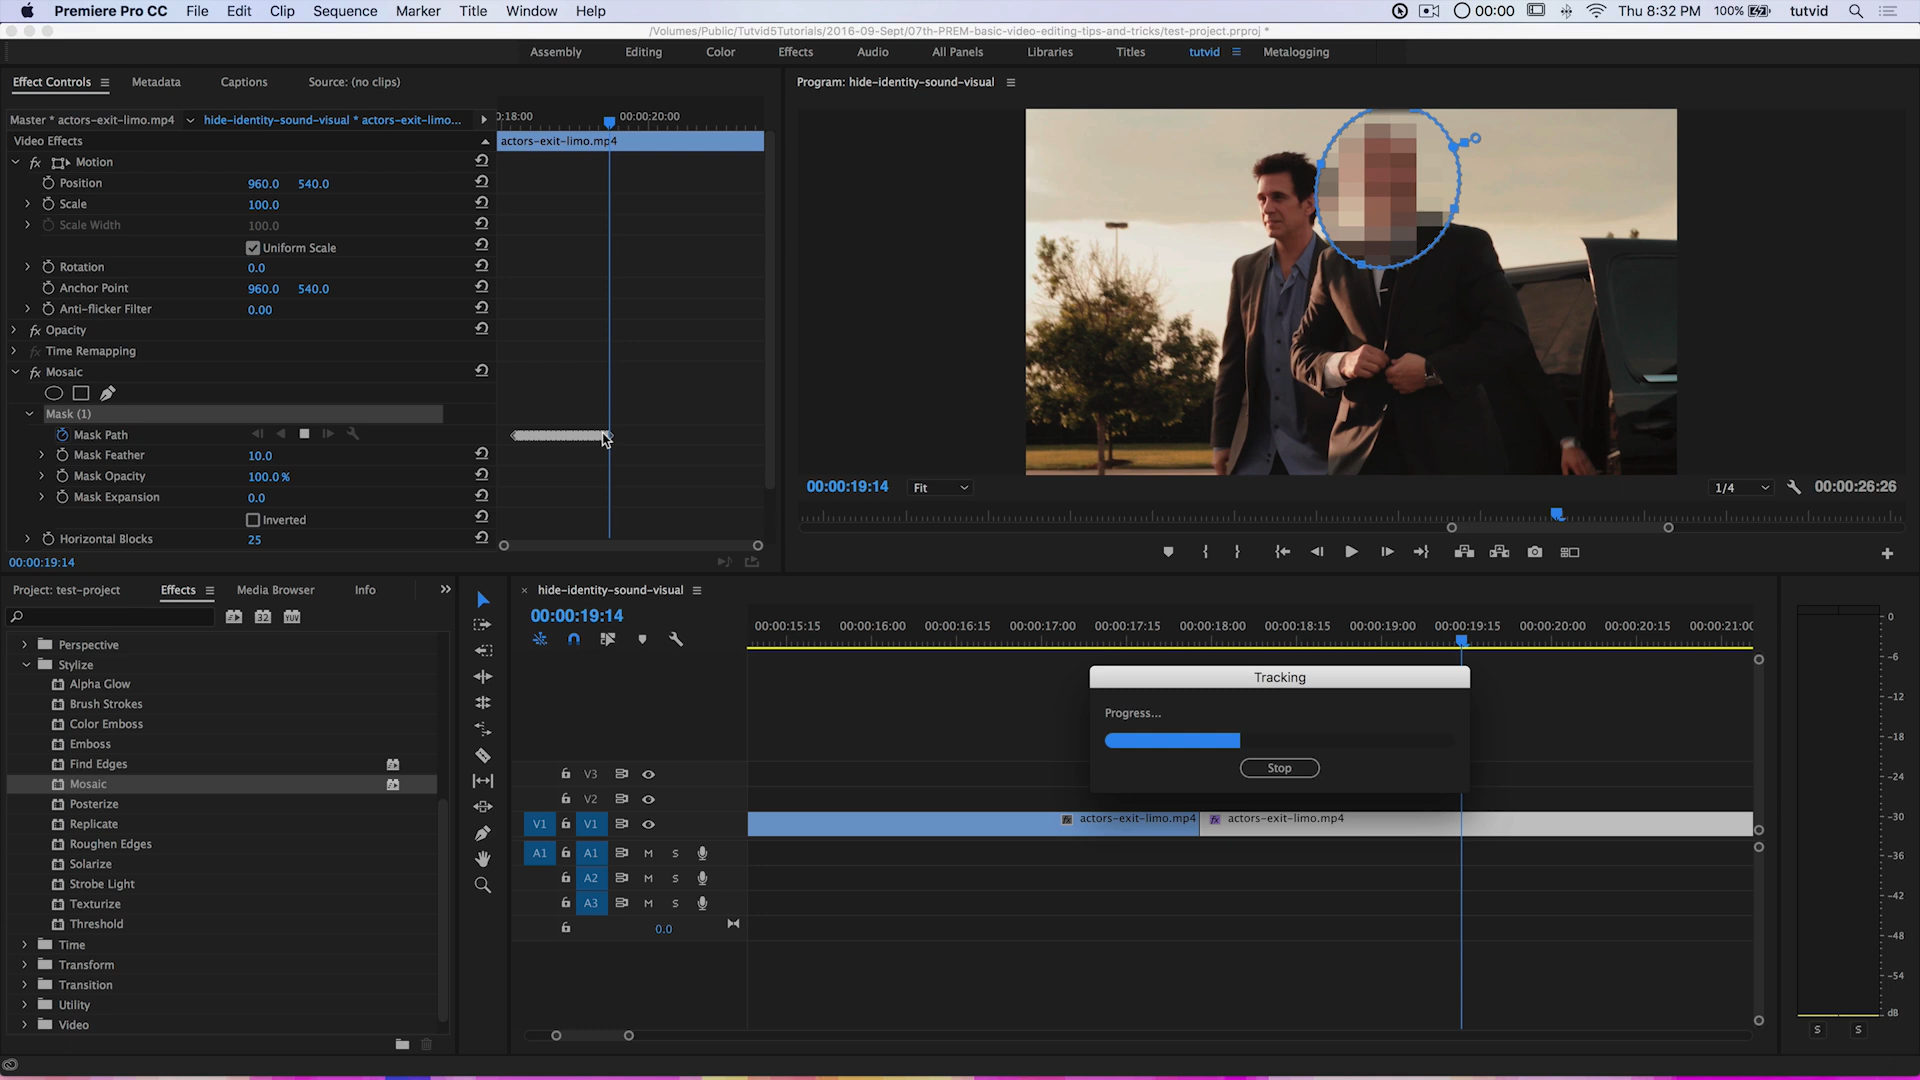 Premiere Pro CC File Edit Clip Sequence Marker Title Window Help 00:00 Thu 8:32 PM 100% tutvid
/Volumes/Public/Tutvid5Tutorials/2016-09-Sept/07th-PREM-basic-video-editing-tips-and-tricks/test-project.prproj *
Assembly Editing Color Effects Audio All Panels Libraries Titles tutvid Metalogging
Effect Controls Metadata Captions Source: (no clips)
Program: hide-identity-sound-visual
Master * actors-exit-limo.mp4 hide-identity-sound-visual * actors-exit-limo...
:18:00 00:00:20:00
Video Effects
actors-exit-limo.mp4
fx Motion
Position 960.0 540.0
Scale 100.0
Scale Width 100.0
Uniform Scale
Rotation 0.0
Anchor Point 960.0 540.0
Anti-flicker Filter 0.00
fx Opacity
fx Time Remapping
fx Mosaic
Mask (1)
Mask Path
Mask Feather 10.0
Mask Opacity 100.0 %
Mask Expansion 0.0
Inverted
Horizontal Blocks 25
00:00:19:14
00:00:19:14 Fit 1/4 00:00:26:26
Project: test-project Effects Media Browser Info
32 YUV
Perspective
Stylize
Alpha Glow
Brush Strokes
Color Emboss
Emboss
Find Edges
Mosaic
Posterize
Replicate
Roughen Edges
Solarize
Strobe Light
Texturize
Threshold
Time
Transform
Transition
Utility
Video
× hide-identity-sound-visual
00:00:19:14
00:00:15:15 00:00:16:00 00:00:16:15 00:00:17:00 00:00:17:15 00:00:18:00 00:00:18:15 00:00:19:00 00:00:19:15 00:00:20:00 00:00:20:15 00:00:21:00
Tracking
Progress...
Stop
V3
V2
V1 V1 fx actors-exit-limo.mp4 fx actors-exit-limo.mp4
A1 A1 M S
A2 M S
A3 M S
0.0
0
-6
-12
-18
-24
-30
-36
-42
-48
-54
dB
S S